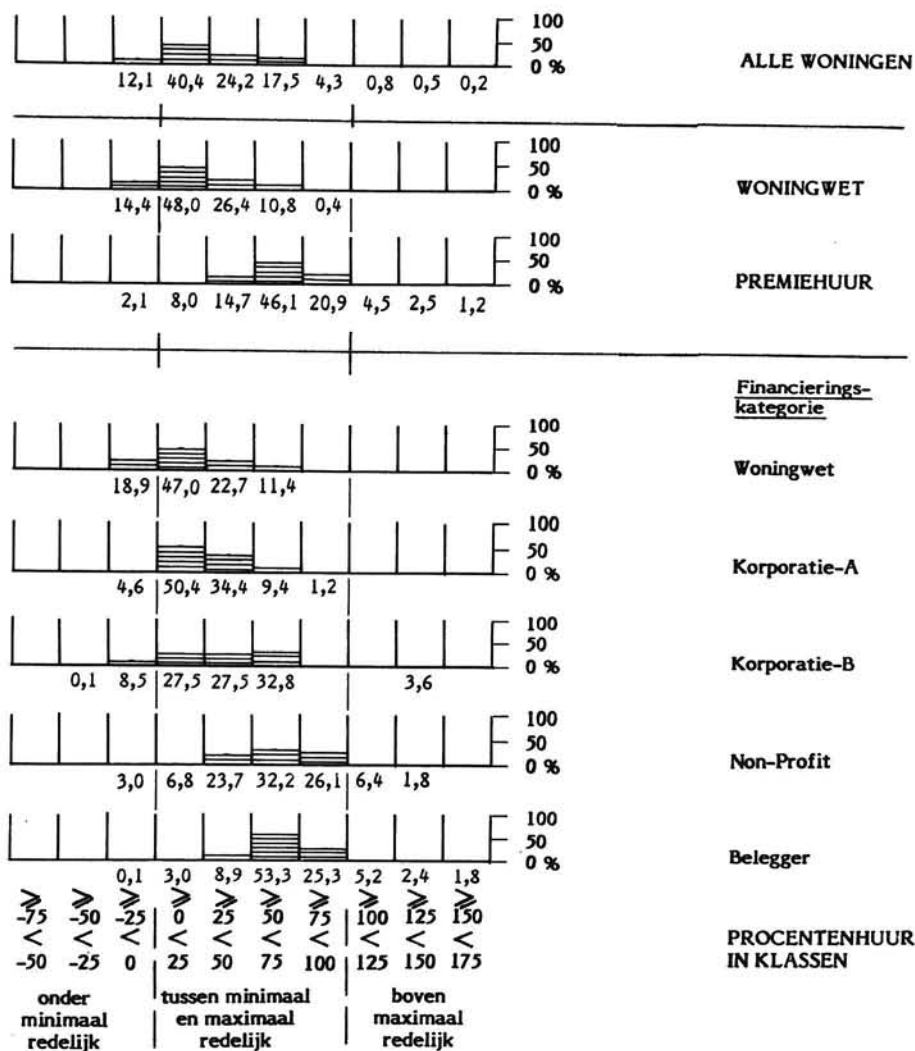 100
50
0 %
ALLE WONINGEN
12,1 40,4 24,2 17,5 4,3 0,8 0,5 0,2
100
50
0 %
WONINGWET
14,4 48,0 26,4 10,8 0,4
100
50
0 %
PREMIEHUUR
2,1 8,0 14,7 46,1 20,9 4,5 2,5 1,2
Financierings-
kategorie
100
50
0 %
Woningwet
18,9 47,0 22,7 11,4
100
50
0 %
Korporatie-A
4,6 50,4 34,4 9,4 1,2
100
50
0 %
Korporatie-B
0,1 8,5 27,5 27,5 32,8 3,6
100
50
0 %
Non-Profit
3,0 6,8 23,7 32,2 26,1 6,4 1,8
100
50
0 %
Belegger
0,1 3,0 8,9 53,3 25,3 5,2 2,4 1,8
⩾ ⩾ ⩾ ⩾ ⩾ ⩾ ⩾ ⩾ ⩾ ⩾
-75 -50 -25 0 25 50 75 100 125 150
< < < < < < < < < <
-50 -25 0 25 50 75 100 125 150 175
PROCENTENHUUR
IN KLASSEN
onder
minimaal
redelijk
tussen minimaal
en maximaal
redelijk
boven
maximaal
redelijk